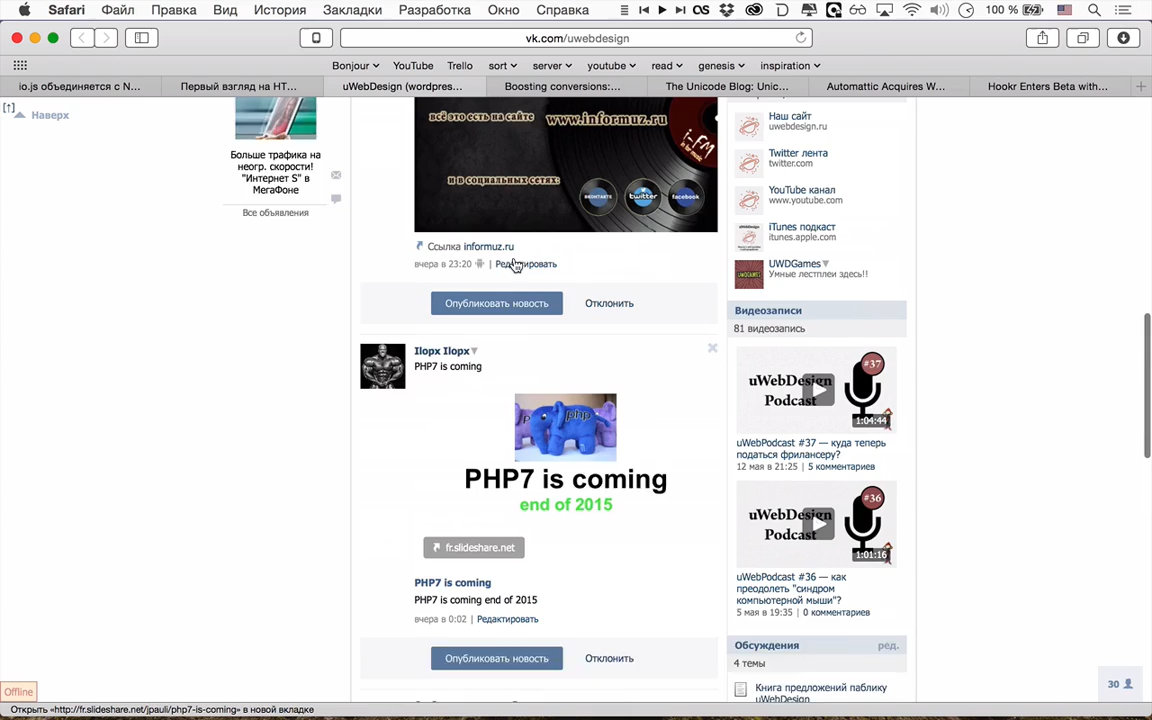 Safari Файл Правка Вид История Закладки Разработка Окно Справка 100 %
vk.com/uwebdesign
Bonjour YouTube Trello sort server youtube read genesis inspiration
io.js объединяется с N... Первый взгляд на HT... uWebDesign (wordpres... Boosting conversions:... The Unicode Blog: Unic... Automattic Acquires W... Hookr Enters Beta with...
[↑]
Наверх
Больше трафика на
неогр. скорости!
"Интернет S" в
МегаФоне
Все объявления
всё это есть на сайте www.informuz.ru
i-FM
и в социальных сетях:
ВКОНТАКТЕ twitter facebook
Ссылка informuz.ru
вчера в 23:20 | Редактировать
Опубликовать новость Отклонить
Ilopx Ilopx
PHP7 is coming
php
PHP7 is coming
end of 2015
fr.slideshare.net
PHP7 is coming
PHP7 is coming end of 2015
вчера в 0:02 | Редактировать
Опубликовать новость Отклонить
Наш сайт
uwebdesign.ru
Twitter лента
twitter.com
YouTube канал
www.youtube.com
iTunes подкаст
itunes.apple.com
UWDGames
Умные летсплеи здесь!!
Видеозаписи
81 видеозапись
#37
uWebDesign
Podcast
1:04:44
uWebPodcast #37 — куда теперь
податься фрилансеру?
12 мая в 21:25 | 5 комментариев
#36
uWebDesign
Podcast
1:01:16
uWebPodcast #36 — как
преодолеть "синдром
компьютерной мыши"?
5 мая в 19:35 | 0 комментариев
Обсуждения ред.
4 темы
Книга предложений паблику
uWebDesign
30
Offline
Открыть «http://fr.slideshare.net/jpauli/php7-is-coming» в новой вкладке